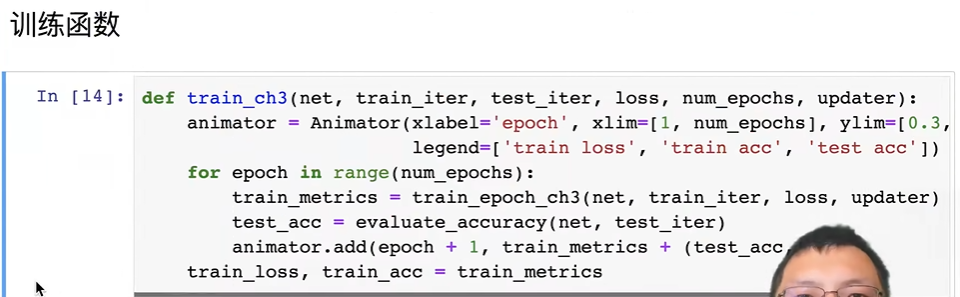 训练函数
In [14]: def train_ch3(net, train_iter, test_iter, loss, num_epochs, updater):
animator = Animator(xlabel='epoch', xlim=[1, num_epochs], ylim=[0.3,
legend=['train loss', 'train acc', 'test acc'])
for epoch in range(num_epochs):
train_metrics = train_epoch_ch3(net, train_iter, loss, updater)
test_acc = evaluate_accuracy(net, test_iter)
animator.add(epoch + 1, train_metrics + (test_acc,
train_loss, train_acc = train_metrics